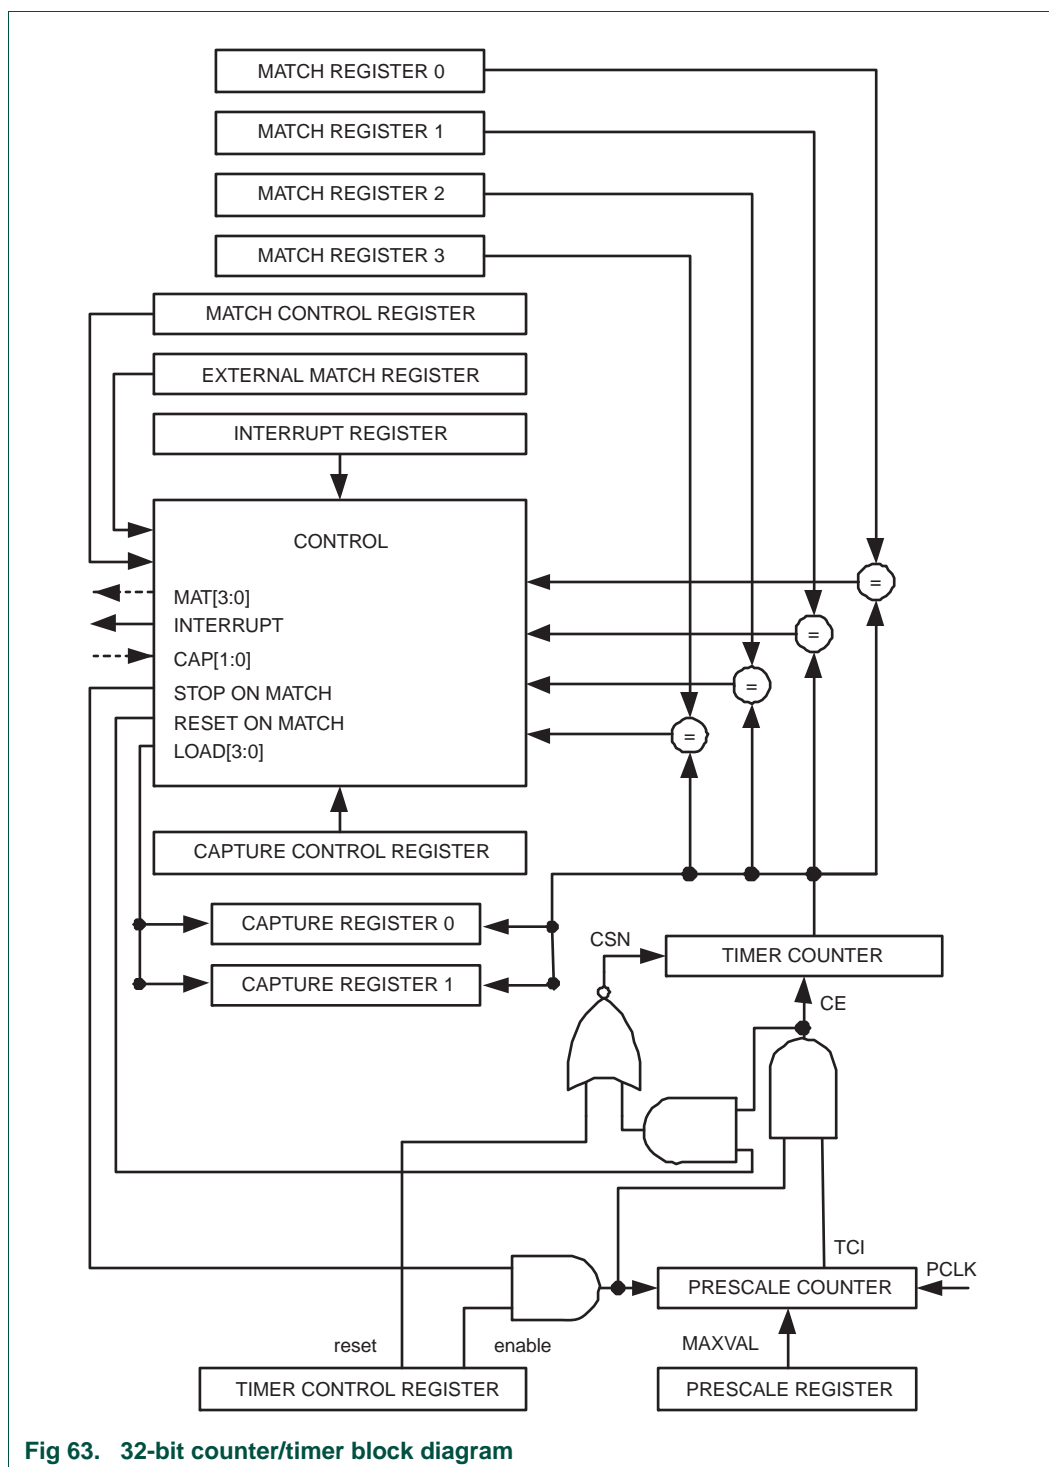 MATCH REGISTER 0
MATCH REGISTER 1
MATCH REGISTER 2
MATCH REGISTER 3
MATCH CONTROL REGISTER
EXTERNAL MATCH REGISTER
INTERRUPT REGISTER
CONTROL
=
MAT[3:0]
INTERRUPT
=
CAP[1:0]
STOP ON MATCH
=
RESET ON MATCH
=
LOAD[3:0]
CAPTURE CONTROL REGISTER
CAPTURE REGISTER 0
CSN
TIMER COUNTER
CAPTURE REGISTER 1
CE
TCI
PCLK
PRESCALE COUNTER
reset
enable
MAXVAL
TIMER CONTROL REGISTER
PRESCALE REGISTER
Fig 63. 32-bit counter/timer block diagram